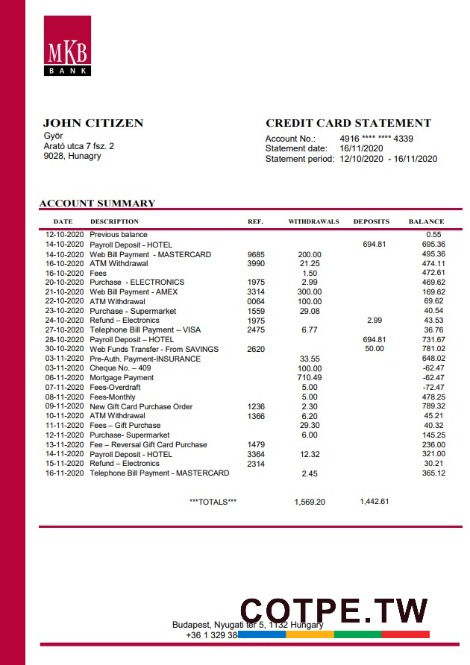 MKB
BANK
JOHN CITIZEN
Győr
Arató utca 7 fsz. 2
9028, Hunagry
CREDIT CARD STATEMENT
Account No.: 4916 **** **** 4339
Statement date: 16/11/2020
Statement period: 12/10/2020 - 16/11/2020
ACCOUNT SUMMARY
DATE DESCRIPTION REF. WITHDRAWALS DEPOSITS BALANCE
12-10-2020 Previous balance 0.55
14-10-2020 Payroll Deposit - HOTEL 694.81 695.36
14-10-2020 Web Bill Payment - MASTERCARD 9685 200.00 495.36
16-10-2020 ATM Withdrawal 3990 21.25 474.11
16-10-2020 Fees 1.50 472.61
20-10-2020 Purchase - ELECTRONICS 1975 2.99 469.62
21-10-2020 Web Bill Payment - AMEX 3314 300.00 169.62
22-10-2020 ATM Withdrawal 0064 100.00 69.62
23-10-2020 Purchase - Supermarket 1559 29.08 40.54
24-10-2020 Refund – Electronics 1975 2.99 43.53
27-10-2020 Telephone Bill Payment – VISA 2475 6.77 36.76
28-10-2020 Payroll Deposit – HOTEL 694.81 731.67
30-10-2020 Web Funds Transfer - From SAVINGS 2620 50.00 781.02
03-11-2020 Pre-Auth. Payment-INSURANCE 33.55 648.02
03-11-2020 Cheque No. – 409 100.00 -62.47
06-11-2020 Mortgage Payment 710.49 -62.47
07-11-2020 Fees-Overdraft 5.00 -72.47
08-11-2020 Fees-Monthly 5.00 478.25
09-11-2020 New Gift Card Purchase Order 1236 2.30 789.32
10-11-2020 ATM Withdrawal 1366 6.20 45.21
11-11-2020 Fees – Gift Purchase 29.30 40.32
12-11-2020 Purchase- Supermarket 6.00 145.25
13-11-2020 Fee – Reversal Gift Card Purchase 1479 236.00
14-11-2020 Payroll Deposit - HOTEL 3364 12.32 321.00
15-11-2020 Refund – Electronics 2314 30.21
16-11-2020 Telephone Bill Payment - MASTERCARD 2.45 365.12
***TOTALS*** 1,569.20 1,442.61
COTPE.TW
Budapest, Nyugati tér 5, 1132 Hungary
+36 1 329 38